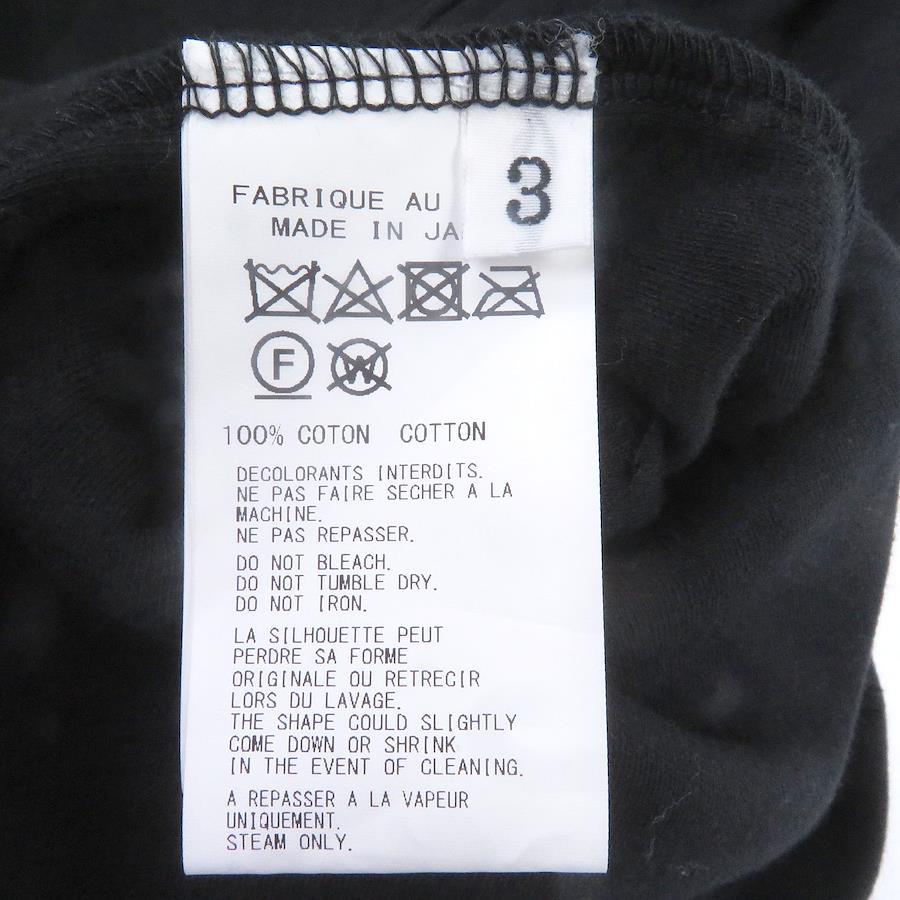 3
FABRIQUE AU
MADE IN JA
F
W
100% COTON COTTON
DECOLORANTS INTERDITS.
NE PAS FAIRE SECHER A LA
MACHINE.
NE PAS REPASSER.
DO NOT BLEACH.
DO NOT TUMBLE DRY.
DO NOT IRON.
LA SILHOUETTE PEUT
PERDRE SA FORME
ORIGINALE OU RETRECIR
LORS DU LAVAGE.
THE SHAPE COULD SLIGHTLY
COME DOWN OR SHRINK
IN THE EVENT OF CLEANING.
A REPASSER A LA VAPEUR
UNIQUEMENT.
STEAM ONLY.